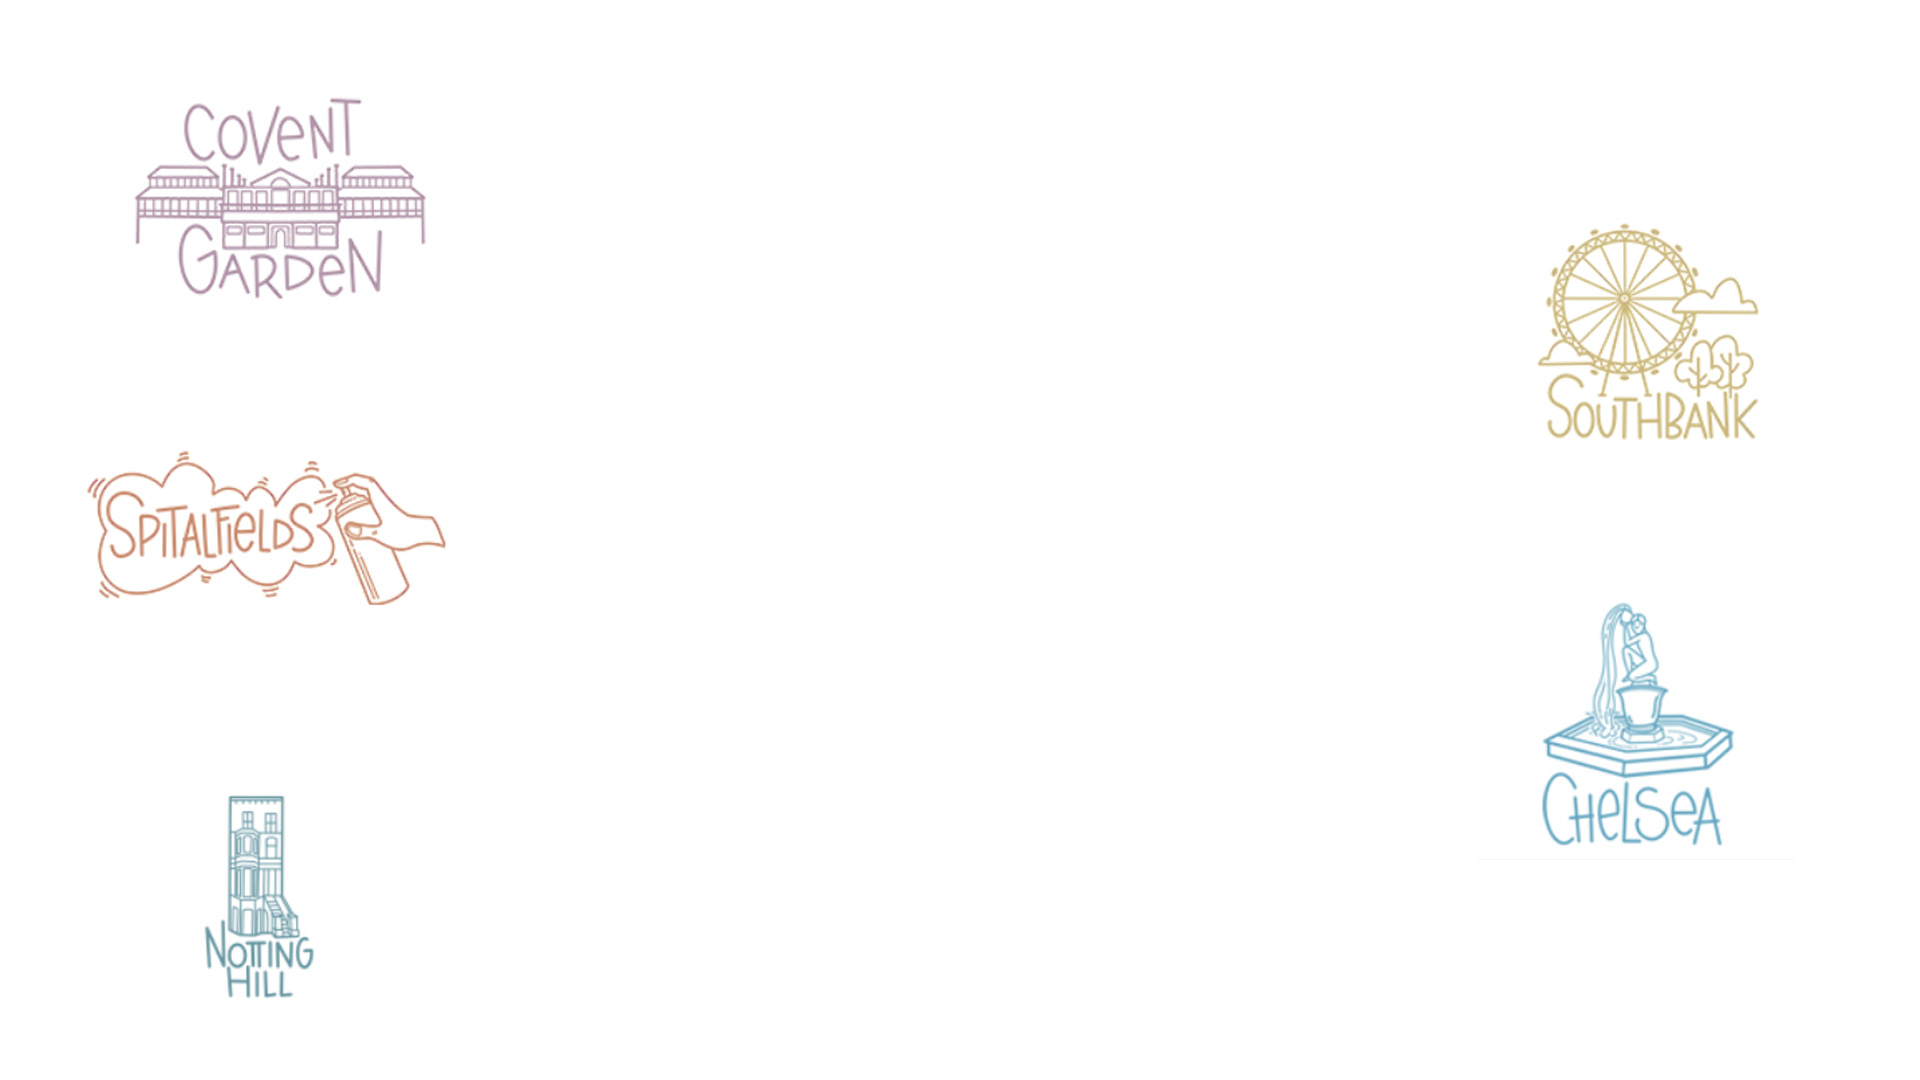 COVENT
GARDEN
SPITALFIELDS
NOTTING
HILL
SOUTHBANK
CHELSEA